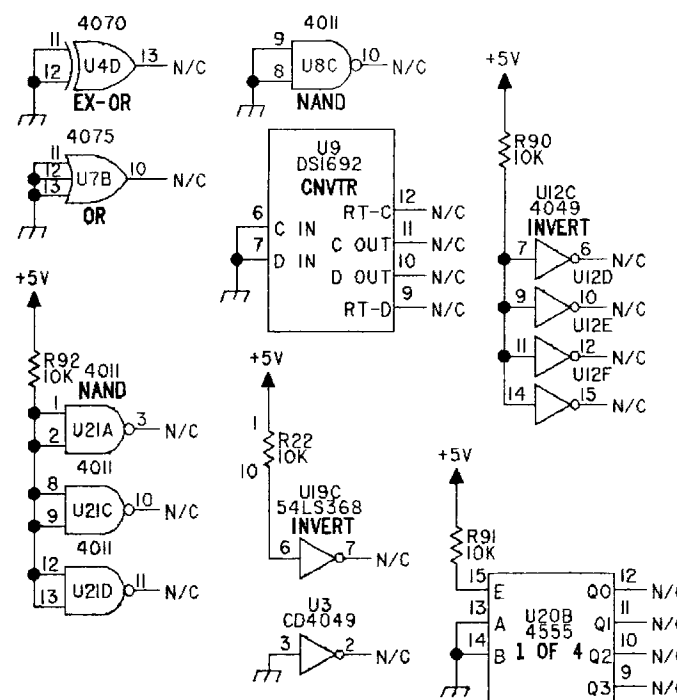 4070
11
12
U4D
13
N/C
EX-OR
4075
11
12
13
U7B
10
N/C
OR
4011
9
8
U8C
10
N/C
NAND
U9
DS1692
CNVTR
6
C IN
7
D IN
RT-C
12
N/C
C OUT
11
N/C
D OUT
10
N/C
RT-D
9
N/C
+5V
R90
10K
U12C
4049
INVERT
7
6
N/C
U12D
9
10
N/C
U12E
11
12
N/C
U12F
14
15
N/C
+5V
R92
10K
4011
NAND
1
2
U21A
3
N/C
4011
8
9
U21C
10
N/C
4011
12
13
U21D
11
N/C
+5V
1
R22
10K
10
U19C
54LS368
INVERT
6
7
N/C
U3
CD4049
3
2
N/C
+5V
R91
10K
15
E
13
A
14
B
U20B
4555
1 OF 4
Q0
12
N/C
Q1
11
N/C
Q2
10
N/C
Q3
9
N/C